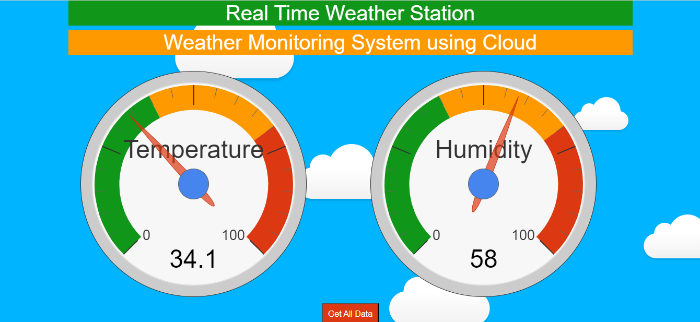 Real Time Weather Station
Weather Monitoring System using Cloud
Temperature
0 100
34.1
Humidity
0 100
58
Get All Data